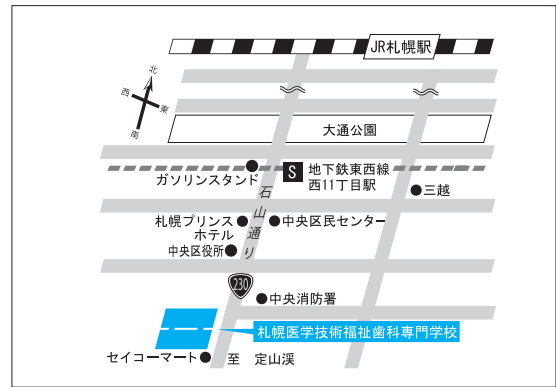 JR札幌駅
北
西
東
南
大通公園
S
地下鉄東西線
西11丁目駅
ガソリンスタンド
三越
石山通り
札幌プリンス
ホテル
中央区民センター
中央区役所
230
中央消防署
札幌医学技術福祉歯科専門学校
セイコーマート
至 定山渓